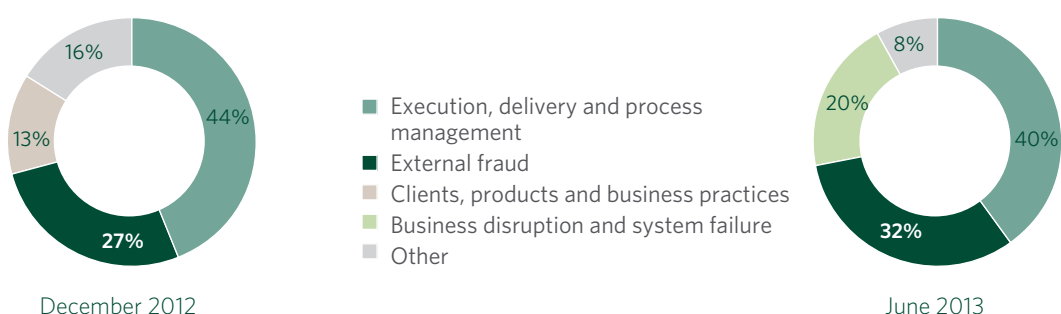 16%
44%
13%
27%
December 2012
Execution, delivery and process
management
External fraud
Clients, products and business practices
Business disruption and system failure
Other
8%
20%
40%
32%
June 2013